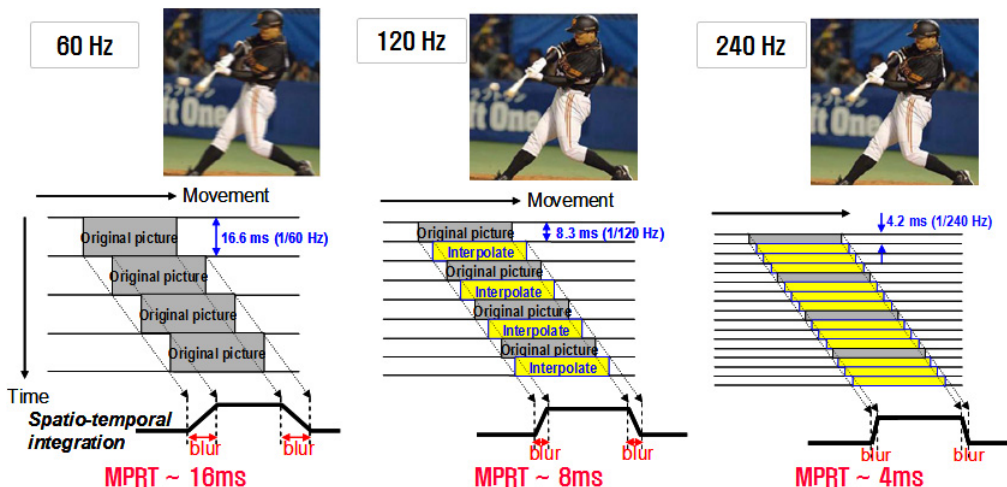 60 Hz
120 Hz
240 Hz
ft One
Movement
Original picture
16.6 ms (1/60 Hz)
Original picture
Original picture
Original picture
Time
Spatio-temporal
integration
blur
blur
MPRT ~ 16ms
Movement
Original picture
8.3 ms (1/120 Hz)
Interpolate
Original picture
Interpolate
Original picture
Interpolate
Original picture
Interpolate
blur
blur
MPRT ~ 8ms
4.2 ms (1/240 Hz)
blur
blur
MPRT ~ 4ms